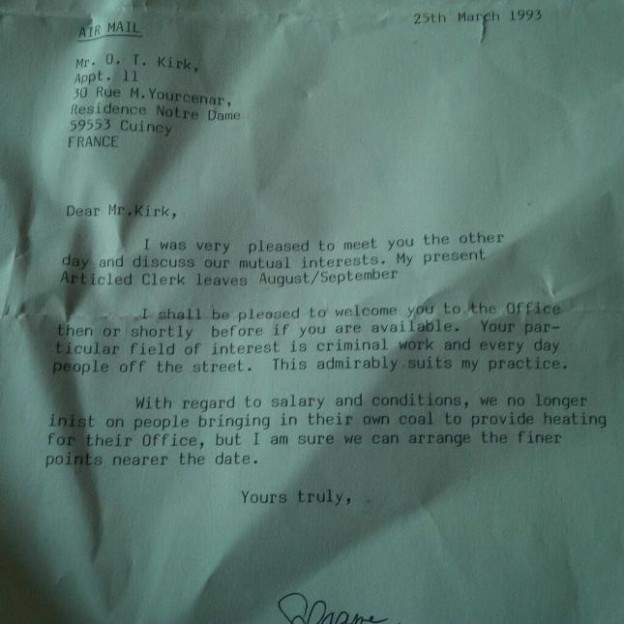 25th March 1993
AIR MAIL
Mr. O. T. Kirk,
Appt. 11
30 Rue M.Yourcenar,
Residence Notre Dame
59553 Cuincy
FRANCE
Dear Mr.Kirk,
I was very pleased to meet you the other
day and discuss our mutual interests. My present
Articled Clerk leaves August/September
I shall be pleased to welcome you to the Office
then or shortly before if you are available. Your par-
ticular field of interest is criminal work and every day
people off the street. This admirably suits my practice.
With regard to salary and conditions, we no longer
inist on people bringing in their own coal to provide heating
for their Office, but I am sure we can arrange the finer
points nearer the date.
Yours truly,